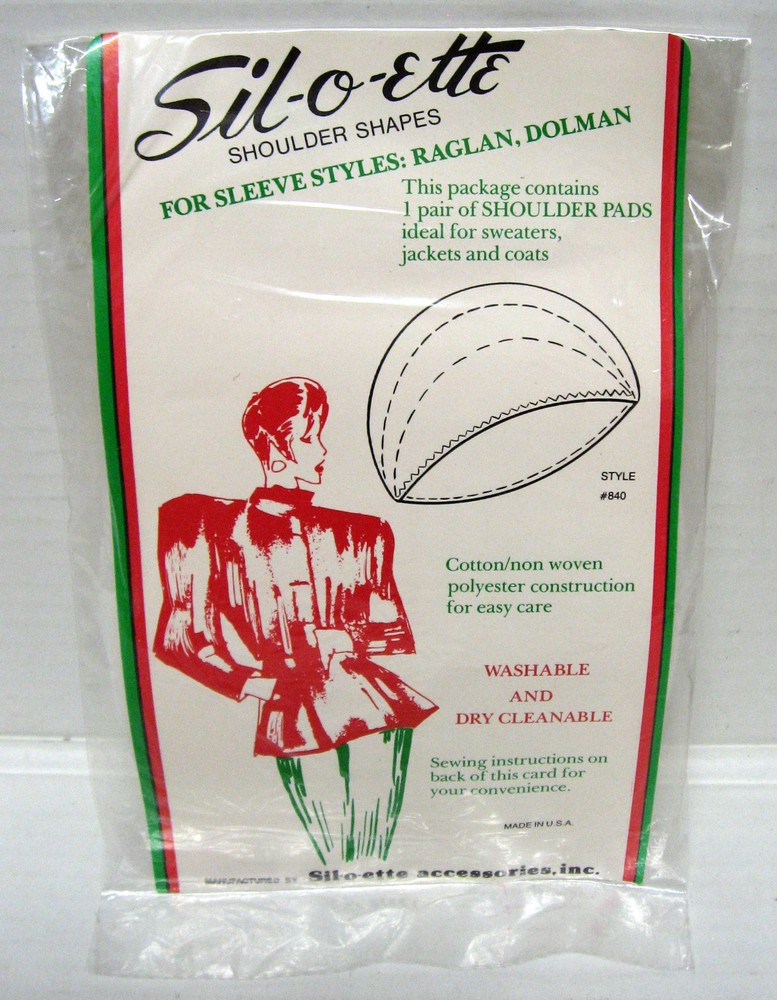 Sil-o-ette
SHOULDER SHAPES
FOR SLEEVE STYLES: RAGLAN, DOLMAN
This package contains
1 pair of SHOULDER PADS
ideal for sweaters,
jackets and coats
STYLE
#840
Cotton/non woven
polyester construction
for easy care
WASHABLE
AND
DRY CLEANABLE
Sewing instructions on
back of this card for
your convenience.
MADE IN U.S.A.
MANUFACTURED BY Sil-o-ette accessories, inc.